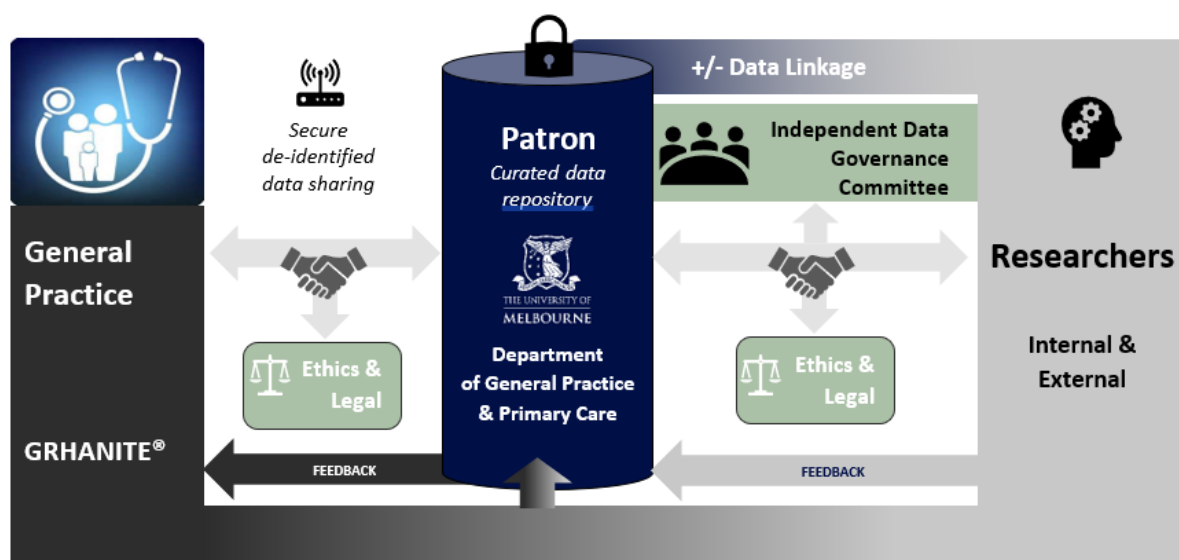 +/- Data Linkage
Secure
de-identified
data sharing
Patron
Curated data
repository
Independent Data
Governance
Committee
General
Practice
Researchers
THE UNIVERSITY OF
MELBOURNE
Ethics &
Legal
Department
of General Practice
& Primary Care
Ethics &
Legal
Internal &
External
GRHANITE®
FEEDBACK
FEEDBACK